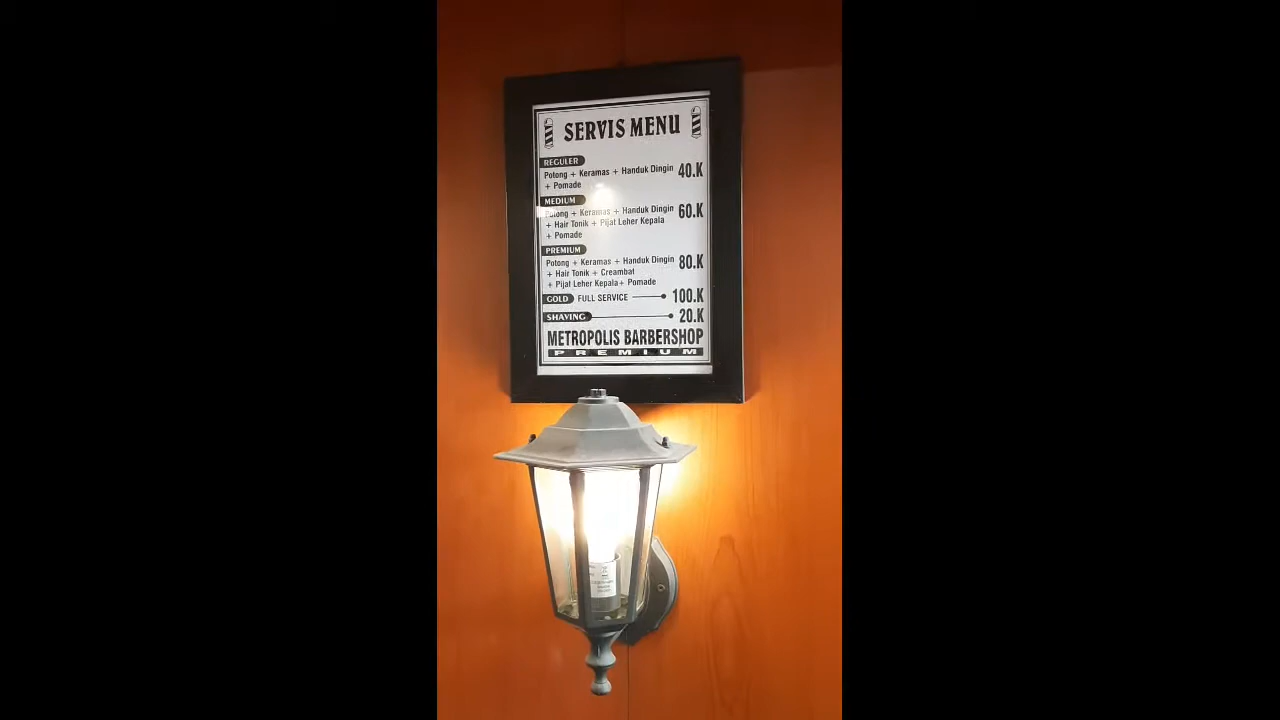 SERVIS MENU
REGULER
Potong + Keramas + Handuk Dingin 40.K
+ Pomade
MEDIUM
Potong + Keramas + Handuk Dingin 60.K
+ Hair Tonik + Pijat Leher Kepala
+ Pomade
PREMIUM
Potong + Keramas + Handuk Dingin 80.K
+ Hair Tonik + Creambat
+ Pijat Leher Kepala + Pomade
GOLD FULL SERVICE 100.K
SHAVING 20.K
METROPOLIS BARBERSHOP
PREMIUM